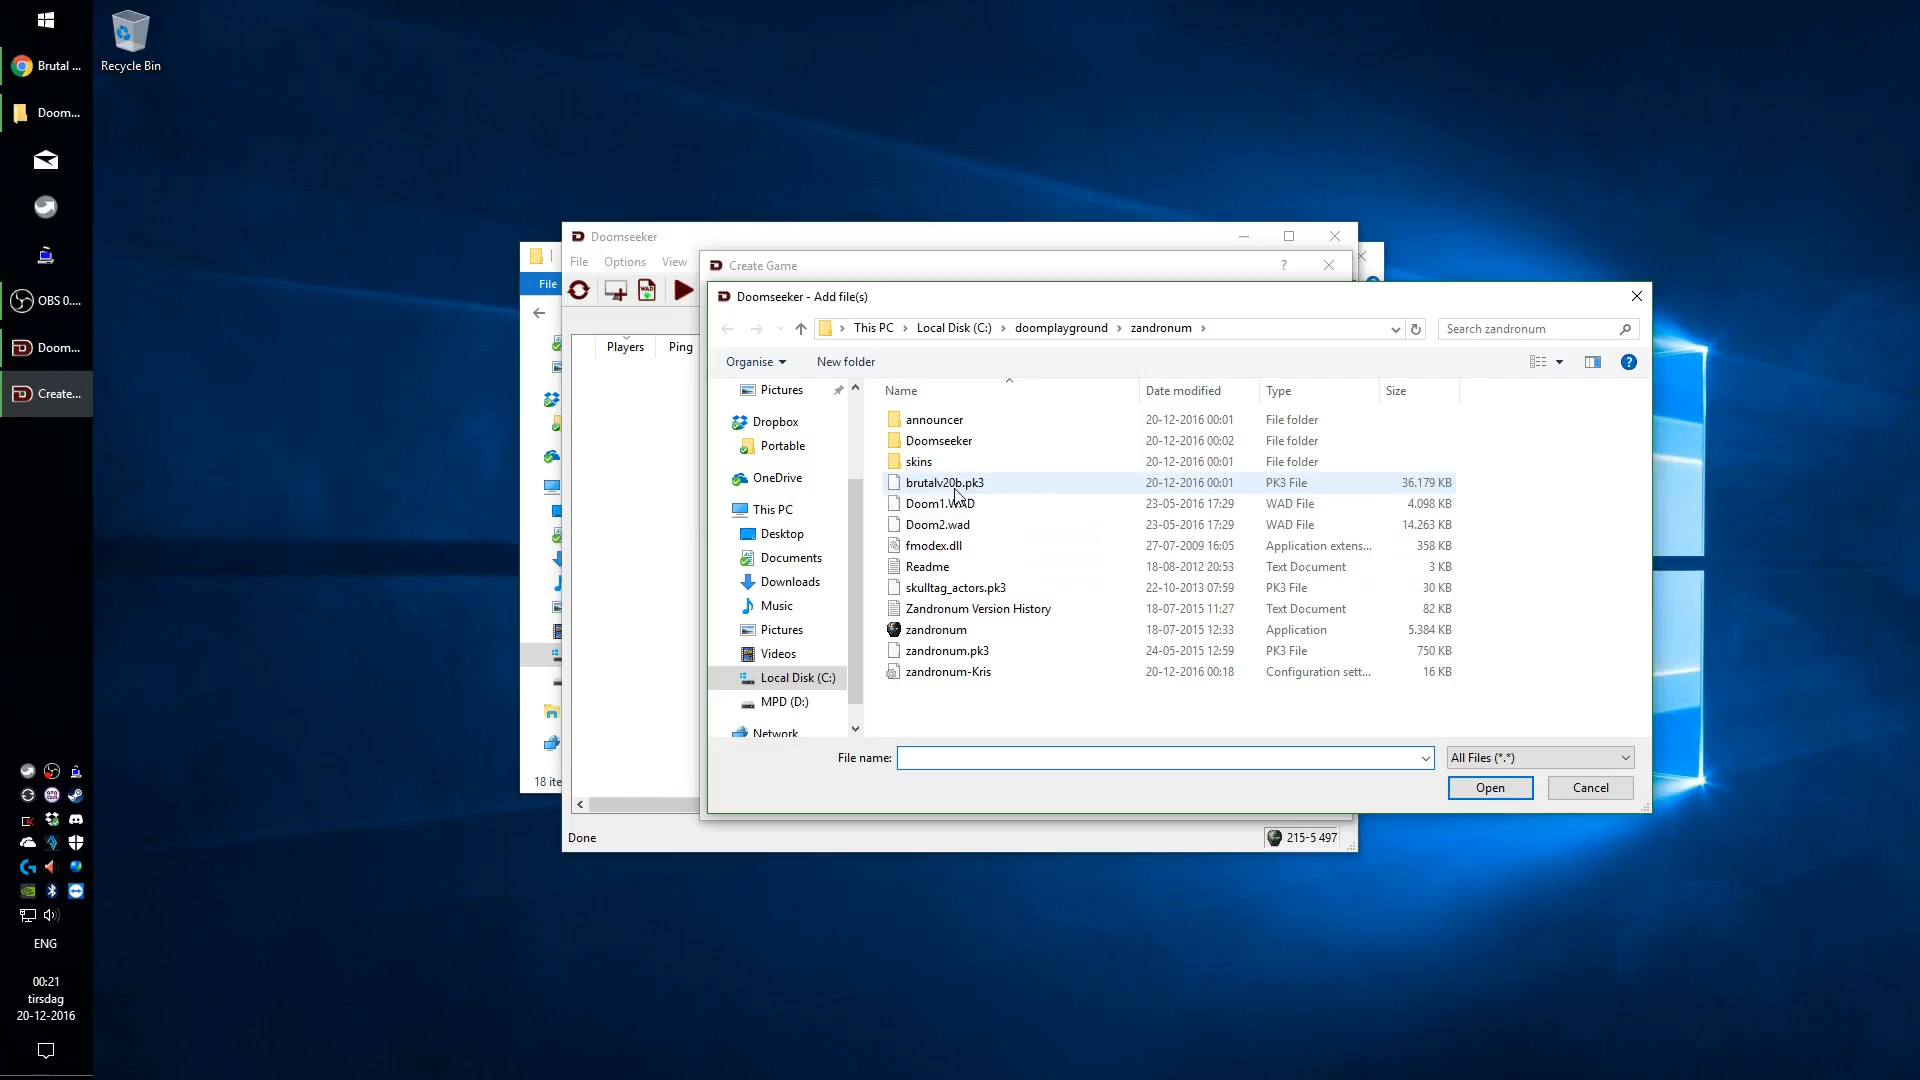 Recycle Bin
Brutal ...
Doom...
OBS 0....
Doom...
Create...
ENG
00:21
tirsdag
20-12-2016
File
18 ite
Doomseeker
File Options View
Players Ping
Done
215-5 497
Create Game
?
Doomseeker - Add file(s)
This PC > Local Disk (C:) > doomplayground > zandronum >
Search zandronum
Organise New folder
Pictures
Dropbox
Portable
OneDrive
This PC
Desktop
Documents
Downloads
Music
Pictures
Videos
Local Disk (C:)
MPD (D:)
Network
Name Date modified Type Size
announcer 20-12-2016 00:01 File folder
Doomseeker 20-12-2016 00:02 File folder
skins 20-12-2016 00:01 File folder
brutalv20b.pk3 20-12-2016 00:01 PK3 File 36.179 KB
Doom1.WAD 23-05-2016 17:29 WAD File 4.098 KB
Doom2.wad 23-05-2016 17:29 WAD File 14.263 KB
fmodex.dll 27-07-2009 16:05 Application extens... 358 KB
Readme 18-08-2012 20:53 Text Document 3 KB
skulltag_actors.pk3 22-10-2013 07:59 PK3 File 30 KB
Zandronum Version History 18-07-2015 11:27 Text Document 82 KB
zandronum 18-07-2015 12:33 Application 5.384 KB
zandronum.pk3 24-05-2015 12:59 PK3 File 750 KB
zandronum-Kris 20-12-2016 00:18 Configuration sett... 16 KB
File name:
All Files (*.*)
Open
Cancel